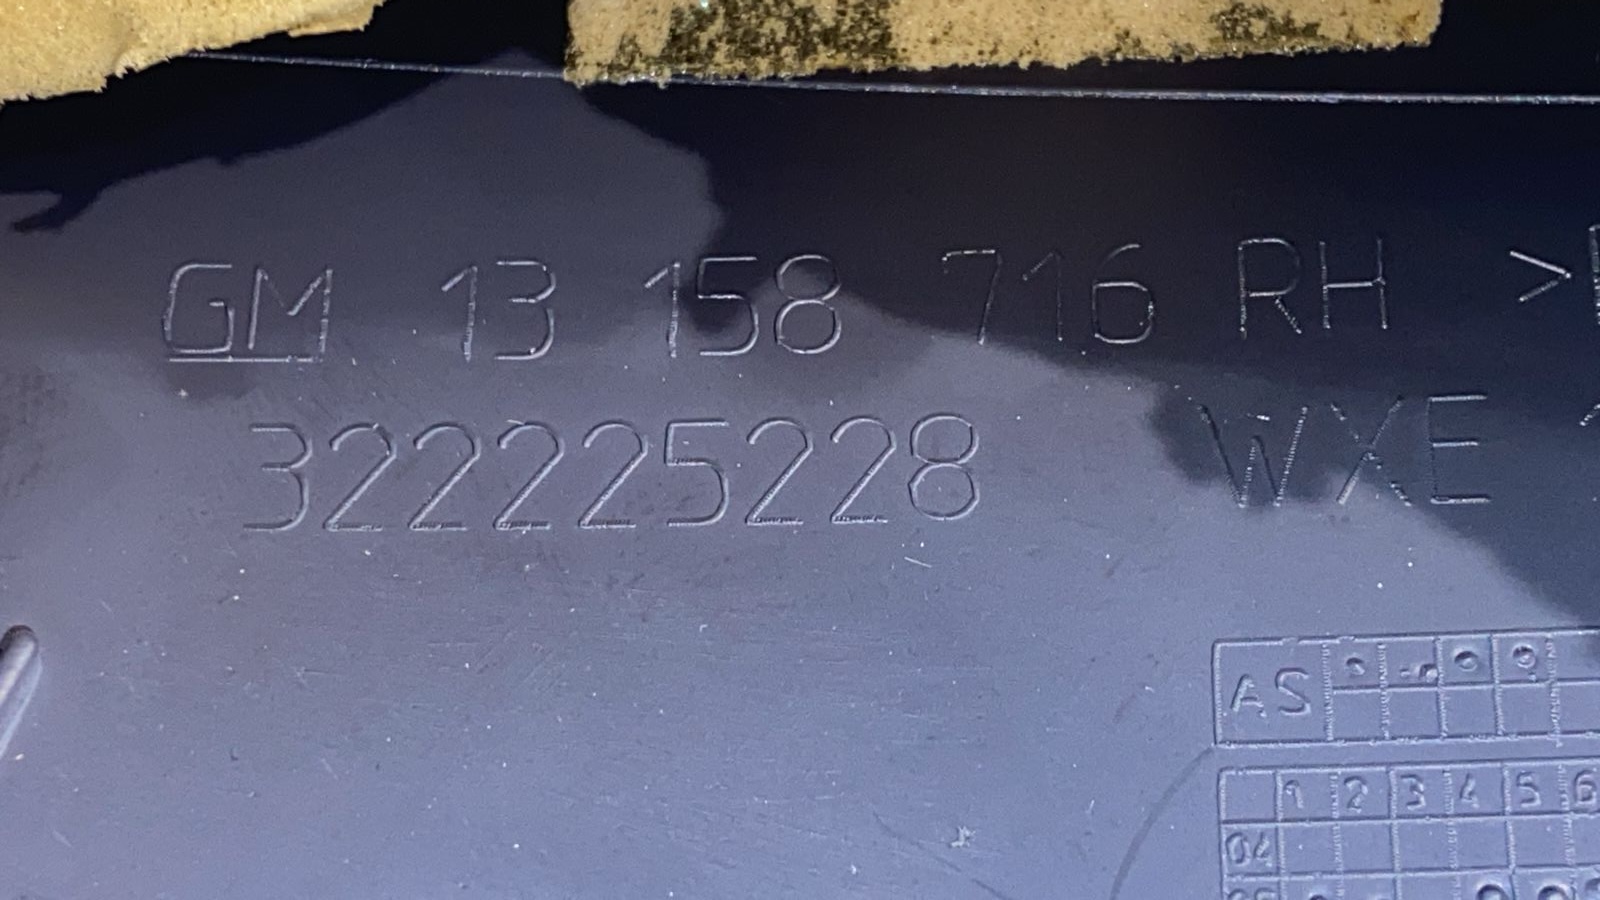 GM 13 158 716 RH >
322225228 WXE
AS
1 2 3 4 5 6
04